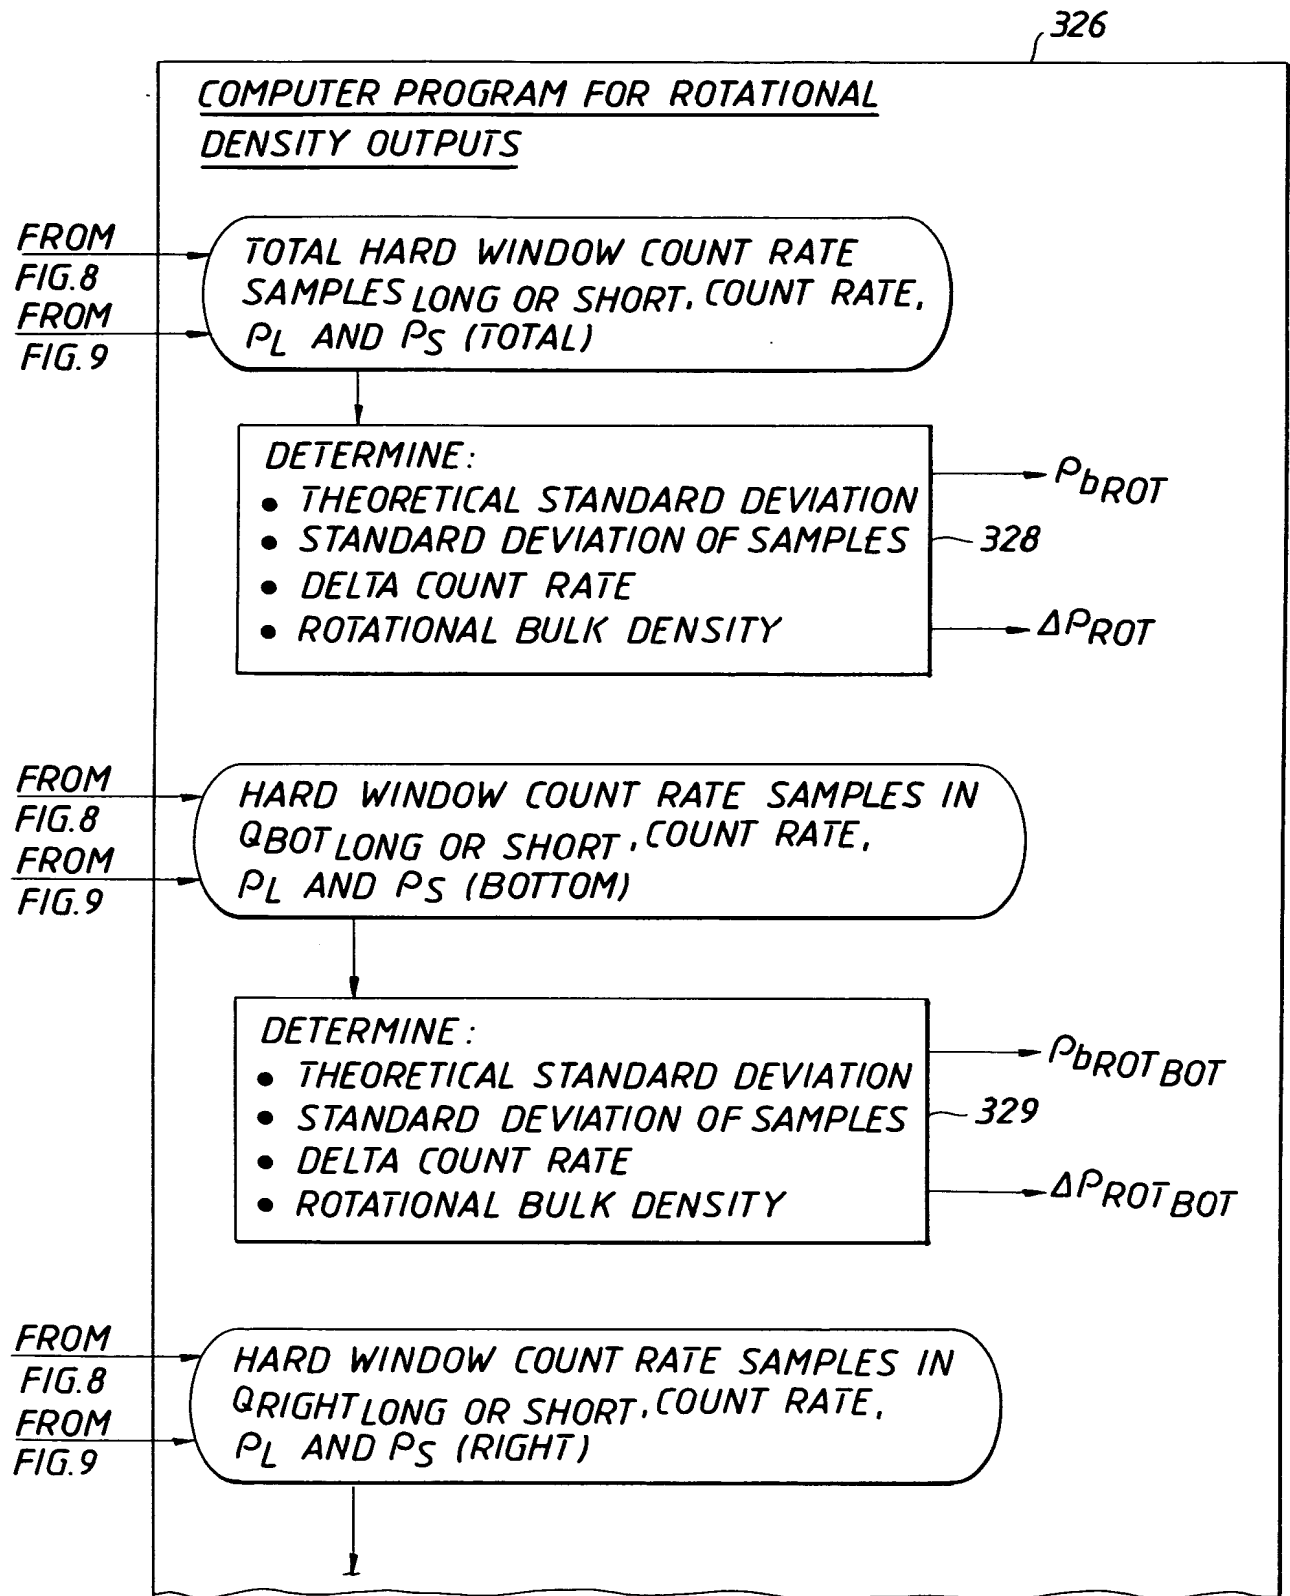 326
COMPUTER PROGRAM FOR ROTATIONAL
DENSITY OUTPUTS
FROM
FIG.8
FROM
FIG.9
TOTAL HARD WINDOW COUNT RATE
SAMPLES LONG OR SHORT, COUNT RATE,
ρL AND ρS (TOTAL)
DETERMINE:
• THEORETICAL STANDARD DEVIATION
• STANDARD DEVIATION OF SAMPLES
• DELTA COUNT RATE
• ROTATIONAL BULK DENSITY
ρbROT
328
ΔρROT
FROM
FIG.8
FROM
FIG.9
HARD WINDOW COUNT RATE SAMPLES IN
QBOT LONG OR SHORT, COUNT RATE,
ρL AND ρS (BOTTOM)
DETERMINE:
• THEORETICAL STANDARD DEVIATION
• STANDARD DEVIATION OF SAMPLES
• DELTA COUNT RATE
• ROTATIONAL BULK DENSITY
ρbROT BOT
329
ΔρROT BOT
FROM
FIG.8
FROM
FIG.9
HARD WINDOW COUNT RATE SAMPLES IN
QRIGHT LONG OR SHORT, COUNT RATE,
ρL AND ρS (RIGHT)